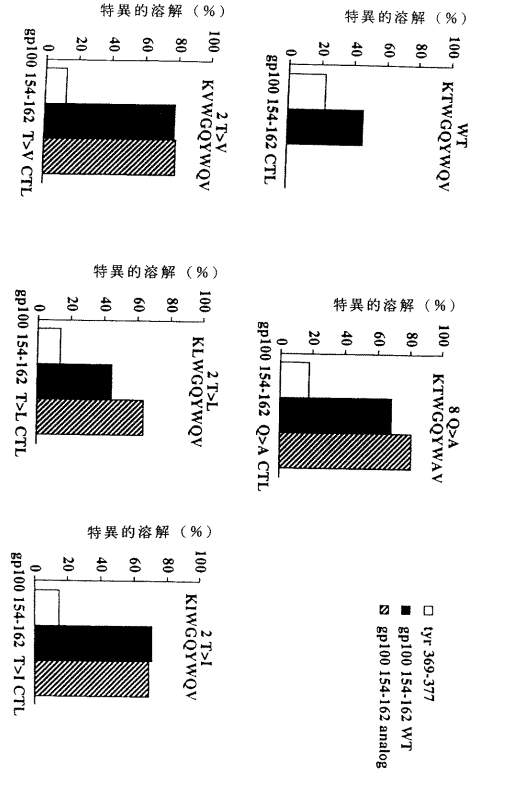 WT
KTWGQYWQV
特異的溶解（%）
100
80
60
40
20
0
gp100 154-162 CTL
8 Q>A
KTWGQYWAV
特異的溶解（%）
100
80
60
40
20
0
gp100 154-162 Q>A CTL
□ tyr 369-377
■ gp100 154-162 WT
▨ gp100 154-162 analog
2 T>V
KVWGQYWQV
特異的溶解（%）
100
80
60
40
20
0
gp100 154-162 T>V CTL
2 T>L
KLWGQYWQV
特異的溶解（%）
100
80
60
40
20
0
gp100 154-162 T>L CTL
2 T>I
KIWGQYWQV
特異的溶解（%）
100
80
60
40
20
0
gp100 154-162 T>I CTL